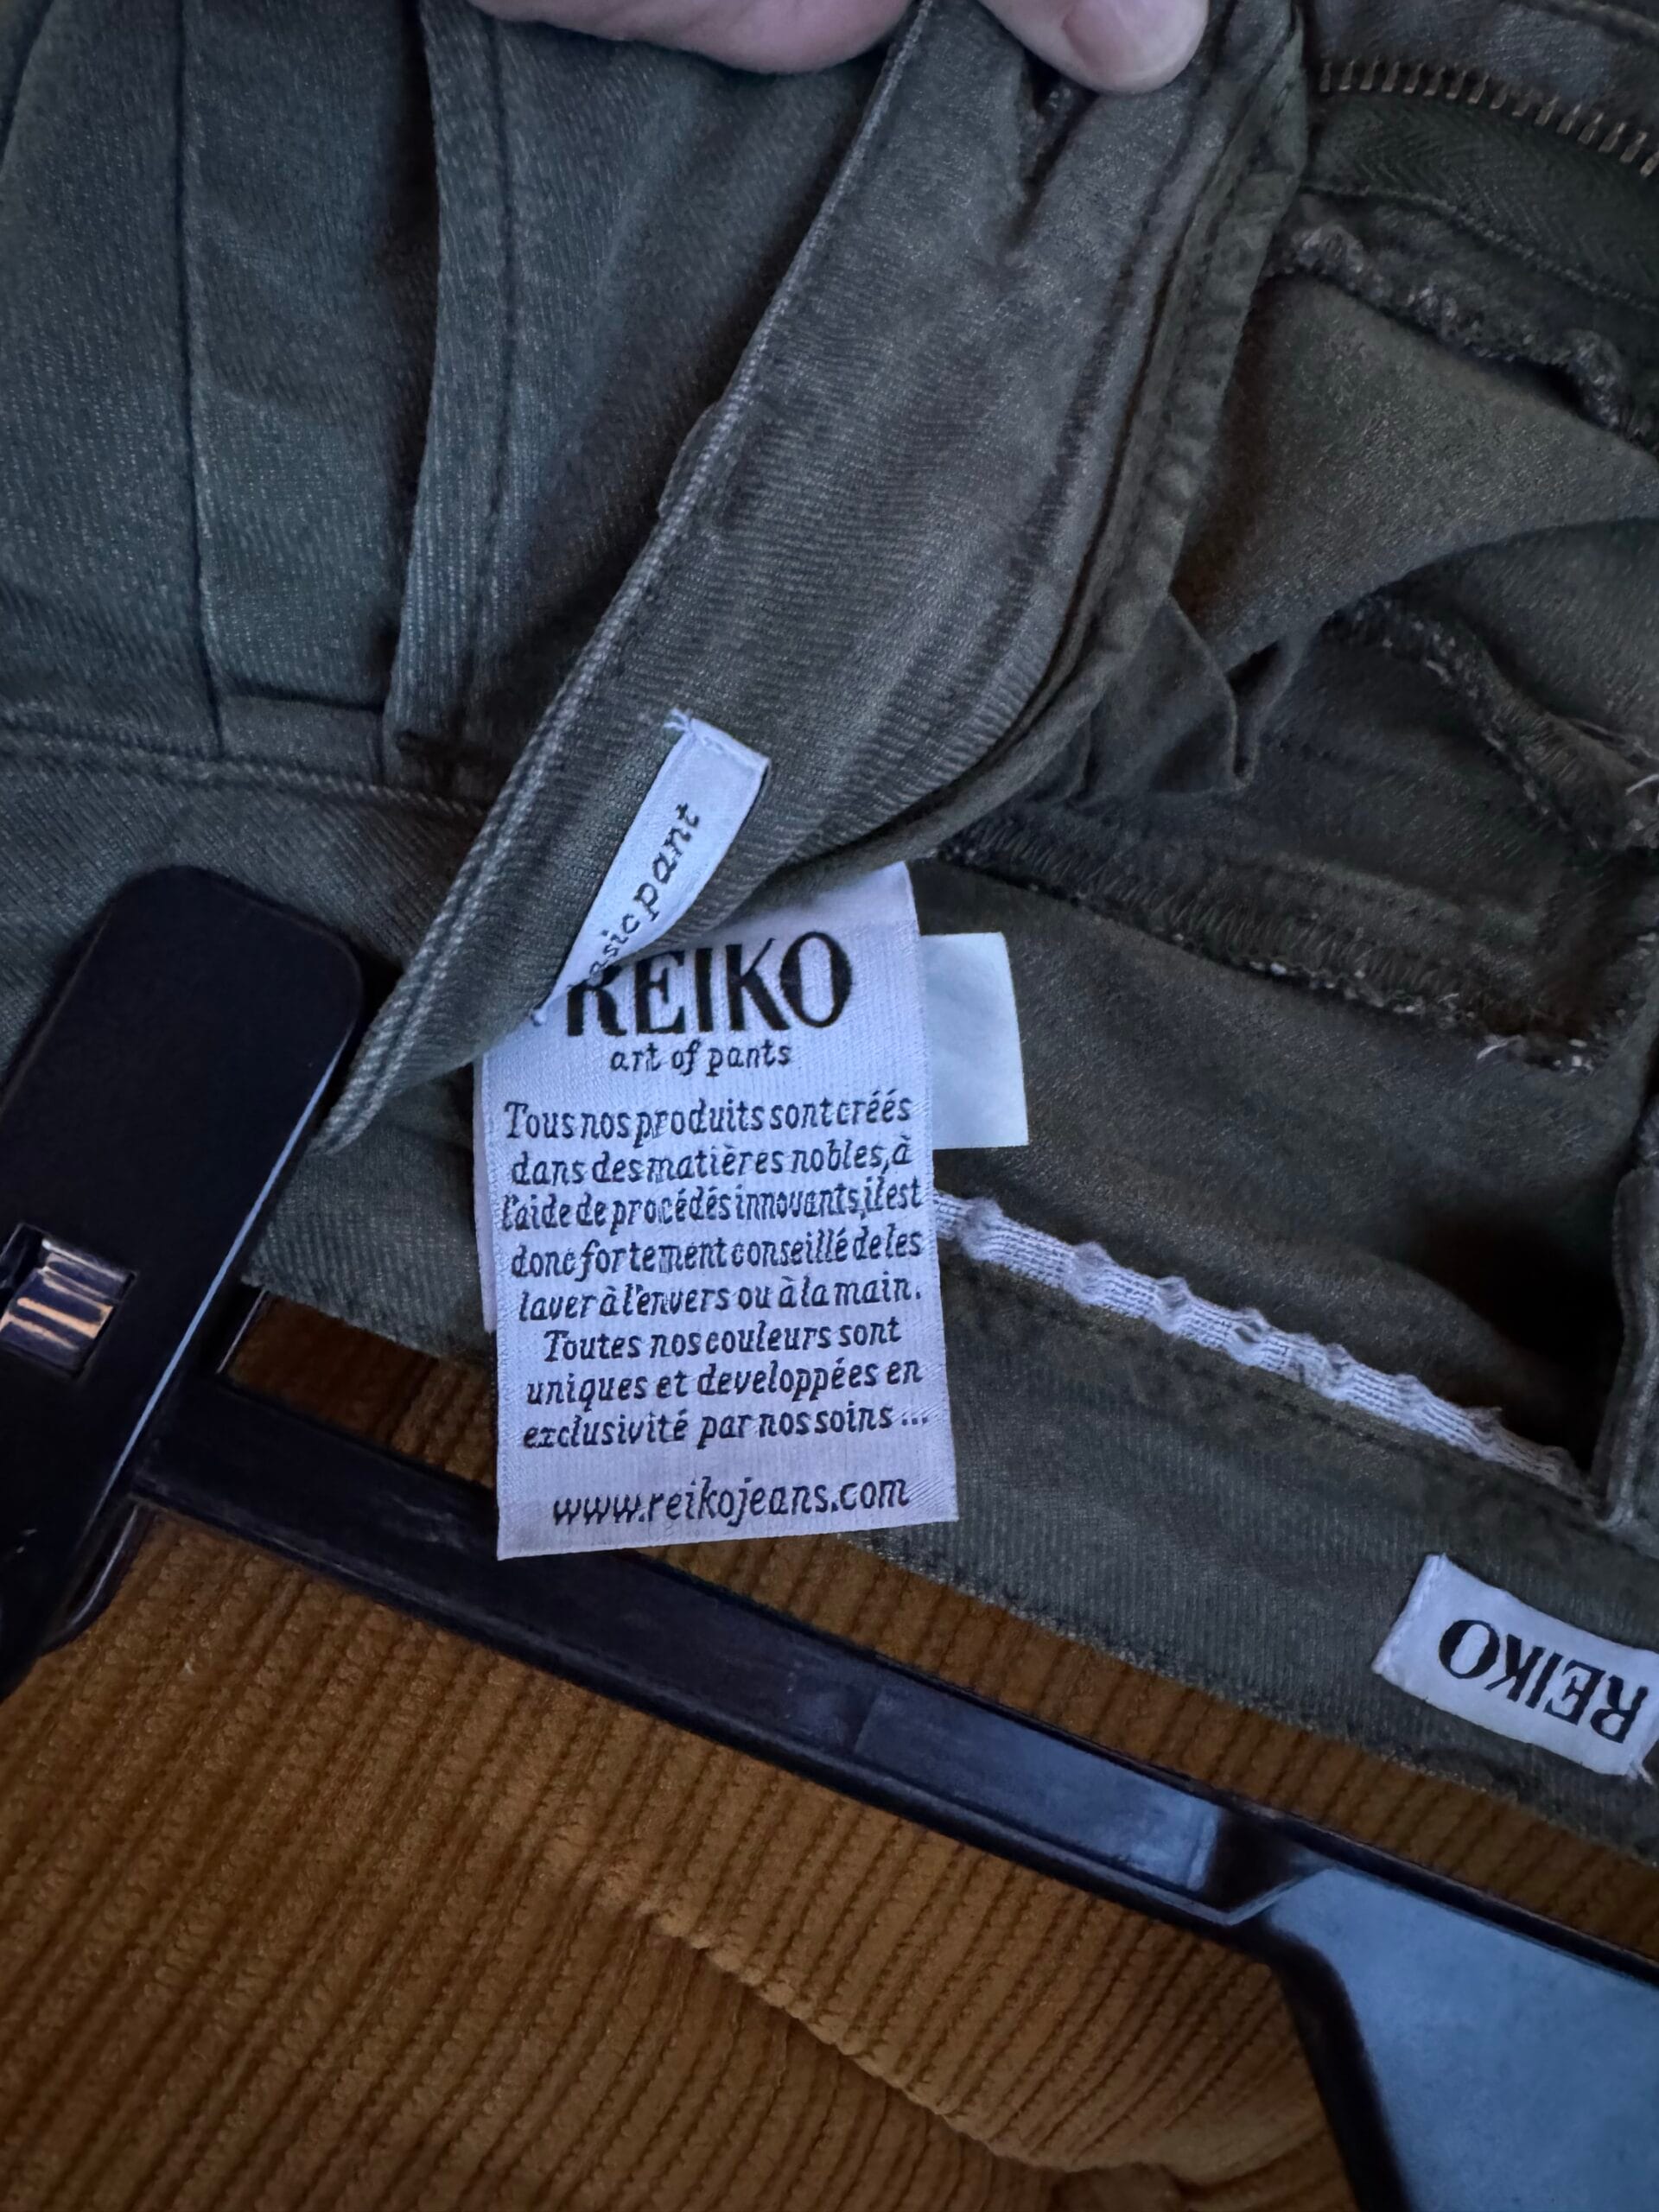 asic pant
REIKO
art of pants
Tous nos produits sont créés
dans des matières nobles, à
l'aide de procédés innovants, il est
donc fortement conseillé de les
laver à l'envers ou à la main.
Toutes nos couleurs sont
uniques et developpées en
exclusivité par nos soins ...
www.reikojeans.com
REIKO